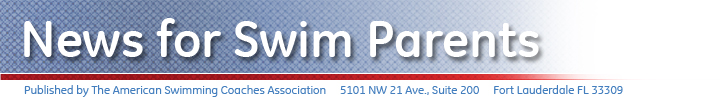 News for Swim Parents
Published by The American Swimming Coaches Association 5101 NW 21 Ave., Suite 200 Fort Lauderdale FL 33309